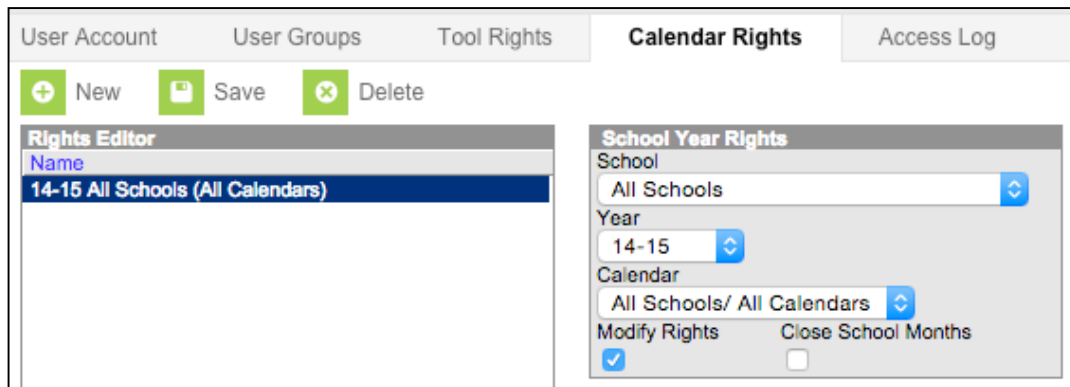 User Account User Groups Tool Rights Calendar Rights Access Log
New Save Delete
Rights Editor
Name
14-15 All Schools (All Calendars)
School Year Rights
School
All Schools
Year
14-15
Calendar
All Schools/ All Calendars
Modify Rights Close School Months